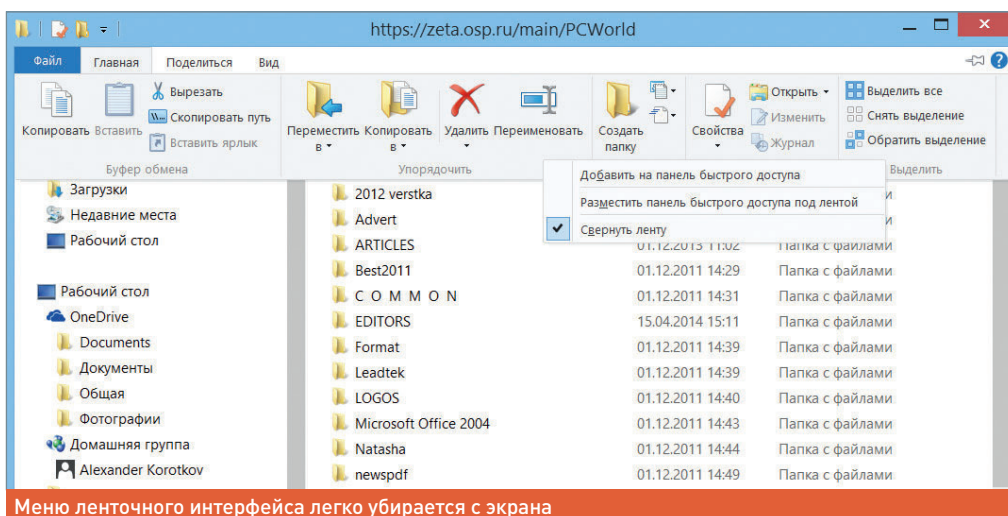 https://zeta.osp.ru/main/PCWorld
Файл Главная Поделиться Вид
Копировать
Вставить
Вырезать
Скопировать путь
Вставить ярлык
Буфер обмена
Переместить в
Копировать в
Удалить
Переименовать
Упорядочить
Создать папку
Свойства
Открыть
Изменить
Журнал
Выделить все
Снять выделение
Обратить выделение
Выделить
Добавить на панель быстрого доступа
Разместить панель быстрого доступа под лентой
Свернуть ленту
Загрузки
Недавние места
Рабочий стол
Рабочий стол
OneDrive
Documents
Документы
Общая
Фотографии
Домашняя группа
Alexander Korotkov
2012 verstka
Advert
ARTICLES 01.12.2013 11:02 Папка с файлами
Best2011 01.12.2011 14:29 Папка с файлами
C O M M O N 01.12.2011 14:31 Папка с файлами
EDITORS 15.04.2014 15:11 Папка с файлами
Format 01.12.2011 14:39 Папка с файлами
Leadtek 01.12.2011 14:39 Папка с файлами
LOGOS 01.12.2011 14:40 Папка с файлами
Microsoft Office 2004 01.12.2011 14:43 Папка с файлами
Natasha 01.12.2011 14:44 Папка с файлами
newspdf 01.12.2011 14:49 Папка с файлами
Меню ленточного интерфейса легко убирается с экрана